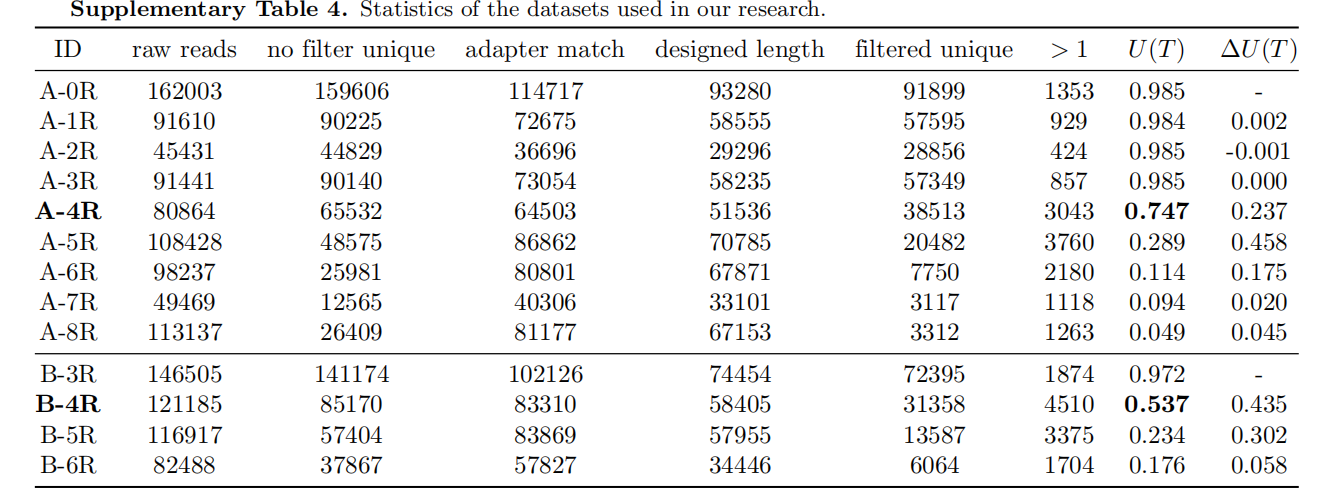 Supplementary Table 4. Statistics of the datasets used in our research.
ID raw reads no filter unique adapter match designed length filtered unique > 1 U(T) ΔU(T)
A-0R 162003 159606 114717 93280 91899 1353 0.985 -
A-1R 91610 90225 72675 58555 57595 929 0.984 0.002
A-2R 45431 44829 36696 29296 28856 424 0.985 -0.001
A-3R 91441 90140 73054 58235 57349 857 0.985 0.000
A-4R 80864 65532 64503 51536 38513 3043 0.747 0.237
A-5R 108428 48575 86862 70785 20482 3760 0.289 0.458
A-6R 98237 25981 80801 67871 7750 2180 0.114 0.175
A-7R 49469 12565 40306 33101 3117 1118 0.094 0.020
A-8R 113137 26409 81177 67153 3312 1263 0.049 0.045
B-3R 146505 141174 102126 74454 72395 1874 0.972 -
B-4R 121185 85170 83310 58405 31358 4510 0.537 0.435
B-5R 116917 57404 83869 57955 13587 3375 0.234 0.302
B-6R 82488 37867 57827 34446 6064 1704 0.176 0.058